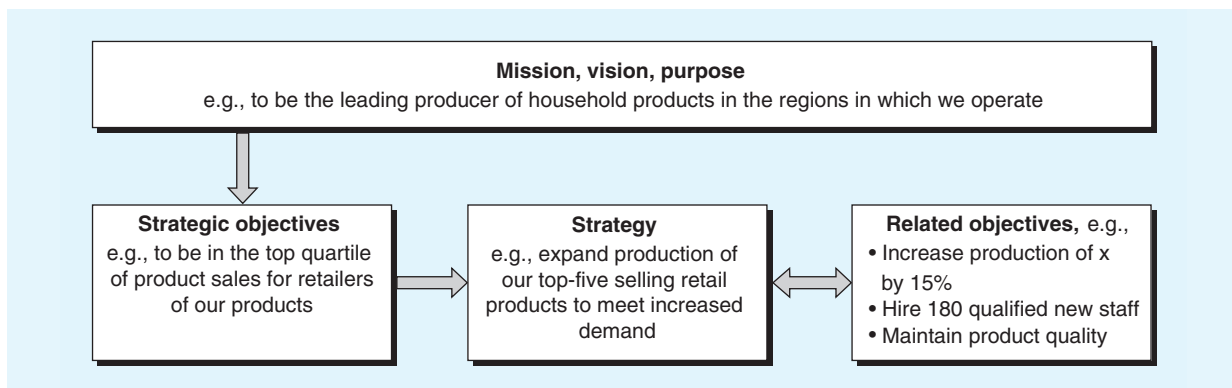 Mission, vision, purpose
e.g., to be the leading producer of household products in the regions in which we operate
Strategic objectives
e.g., to be in the top quartile
of product sales for retailers
of our products
Strategy
e.g., expand production of
our top-five selling retail
products to meet increased
demand
Related objectives, e.g.,
• Increase production of x
by 15%
• Hire 180 qualified new staff
• Maintain product quality